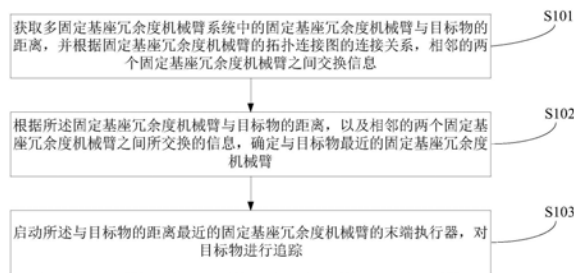 S101
获取多固定基座冗余度机械臂系统中的固定基座冗余度机械臂与目标物的
距离，并根据固定基座冗余度机械臂的拓扑连接图的连接关系，相邻的两
个固定基座冗余度机械臂之间交换信息
S102
根据所述固定基座冗余度机械臂与目标物的距离，以及相邻的两个固定基
座冗余度机械臂之间所交换的信息，确定与目标物最近的固定基座冗余度
机械臂
S103
启动所述与目标物的距离最近的固定基座冗余度机械臂的末端执行器，对
目标物进行追踪